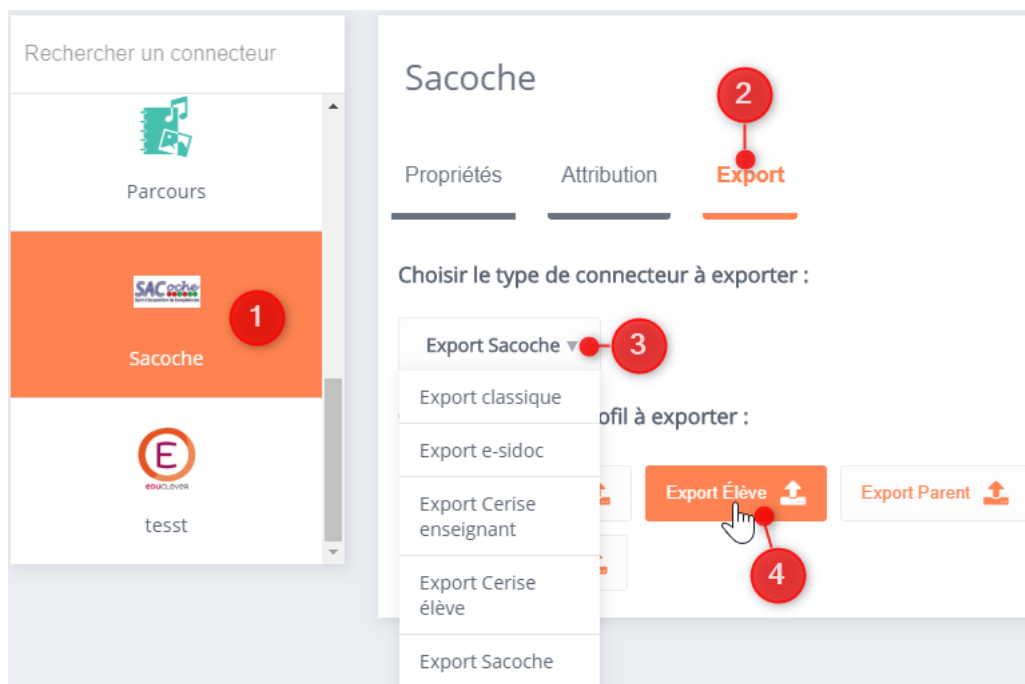 Rechercher un connecteur
Parcours
SACoche
Sacoche
1
EDUCLEVER
tesst
Sacoche
2
Propriétés
Attribution
Export
Choisir le type de connecteur à exporter :
Export Sacoche
3
Export classique
ofil à exporter :
Export e-sidoc
Export Élève
Export Parent
Export Cerise
enseignant
4
Export Cerise
élève
Export Sacoche